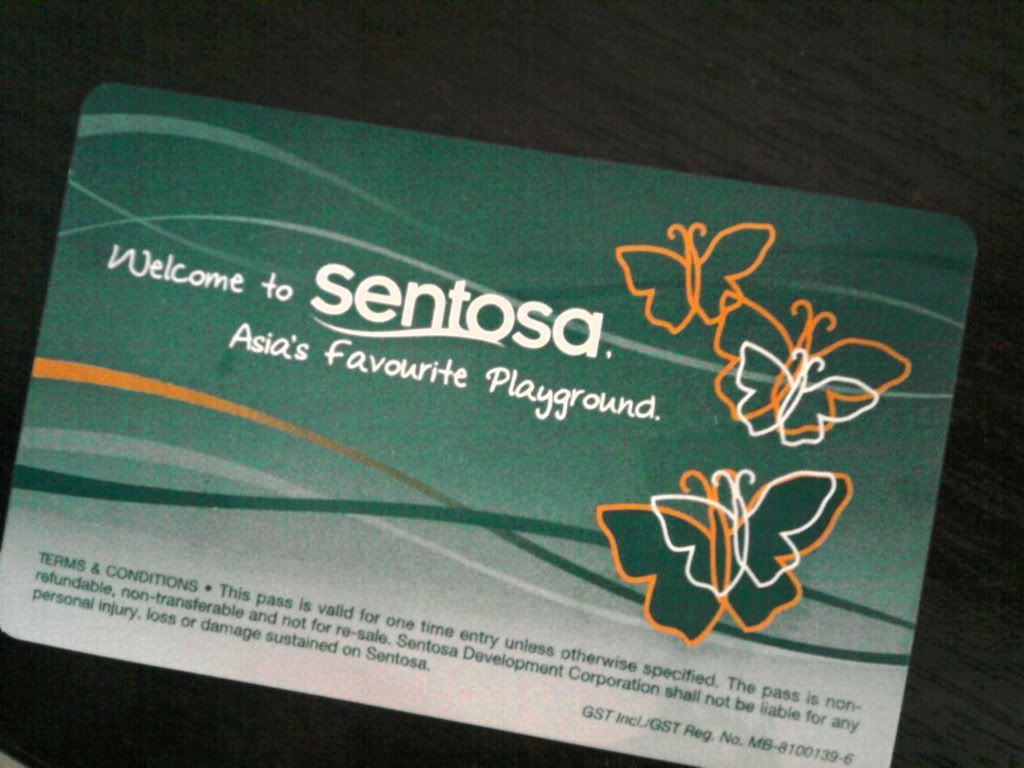 Welcome to Sentosa.
Asia's Favourite Playground.
TERMS & CONDITIONS • This pass is valid for one time entry unless otherwise specified. The pass is non-
refundable, non-transferable and not for re-sale. Sentosa Development Corporation shall not be liable for any
personal injury, loss or damage sustained on Sentosa.
GST Incl./GST Reg. No. MB-8100139-6